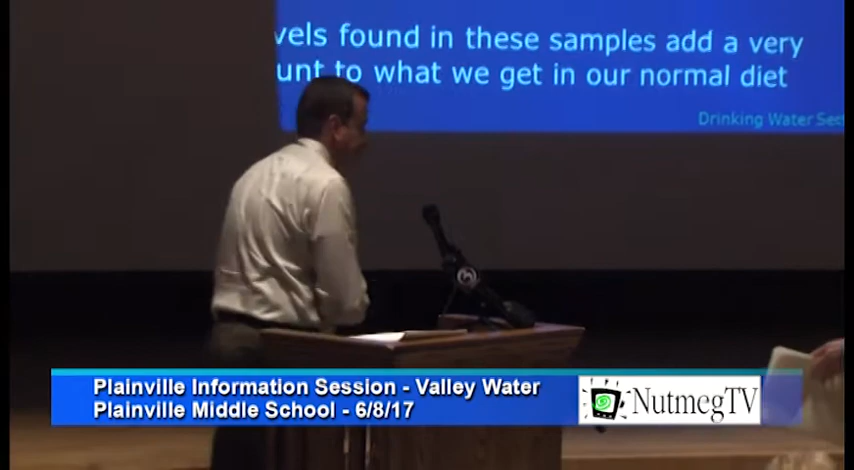 vels found in these samples add a very
unt to what we get in our normal diet
Drinking Water Sect
Plainville Information Session - Valley Water
Plainville Middle School - 6/8/17
NutmegTV